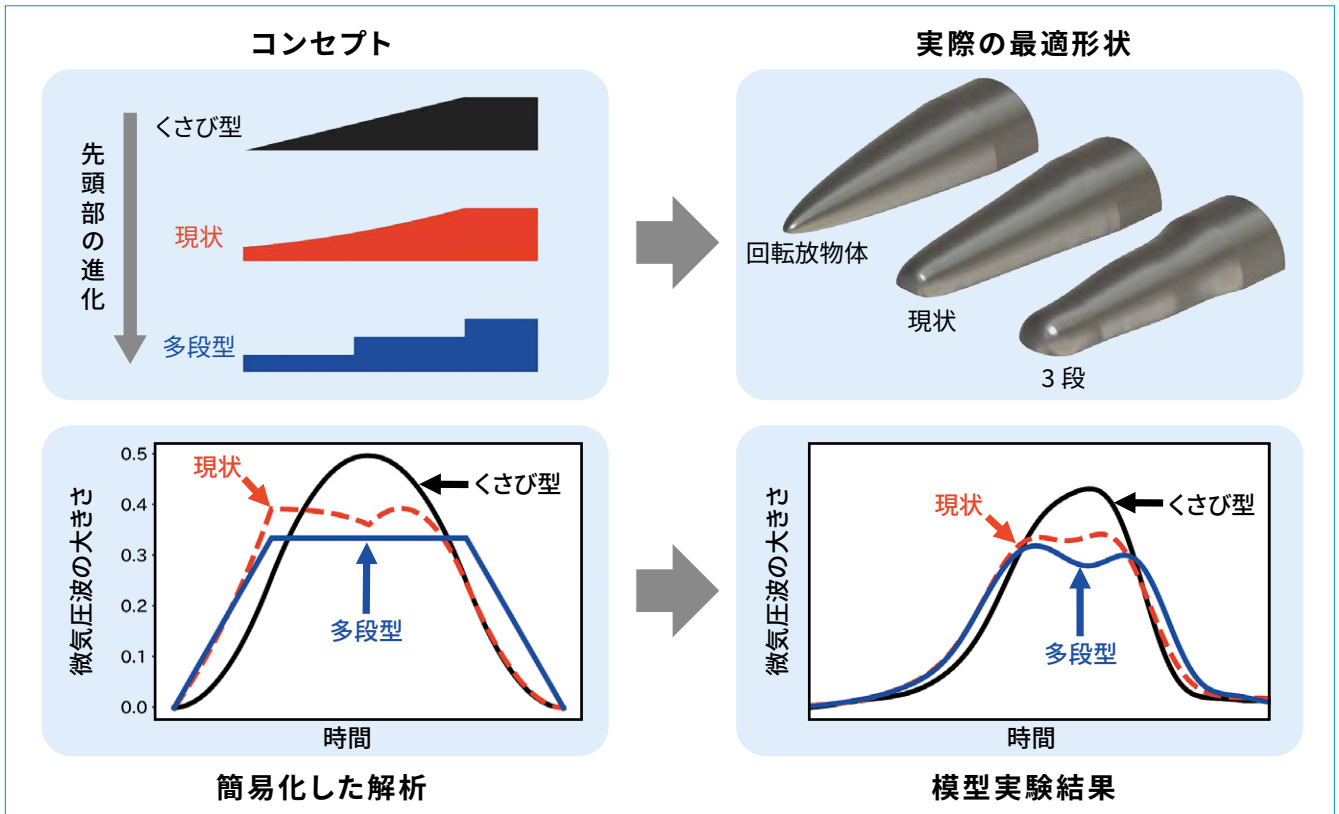 コンセプト
実際の最適形状
先頭部の進化
くさび型
現状
多段型
回転放物体
現状
3段
微気圧波の大きさ
0.5
0.4
0.3
0.2
0.1
0.0
現状
くさび型
多段型
時間
簡易化した解析
微気圧波の大きさ
現状
くさび型
多段型
時間
模型実験結果